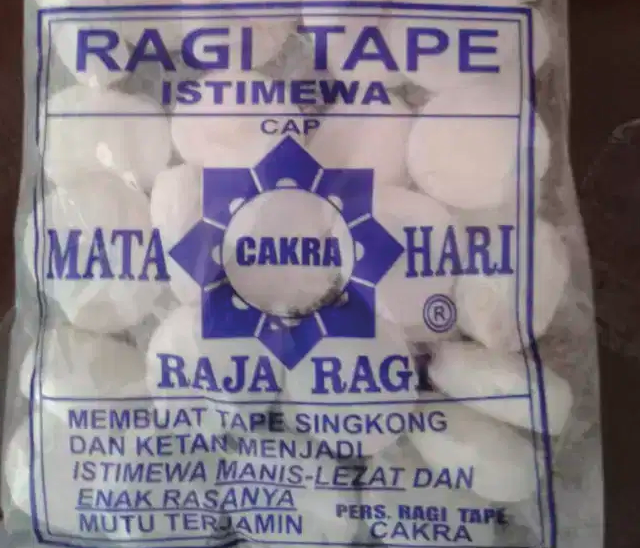 RAGI TAPE
ISTIMEWA
CAP
MATA CAKRA HARI
®
RAJA RAGI
MEMBUAT TAPE SINGKONG
DAN KETAN MENJADI
ISTIMEWA MANIS-LEZAT DAN
ENAK RASANYA
MUTU TERJAMIN
PERS. RAGI TAPE
CAKRA